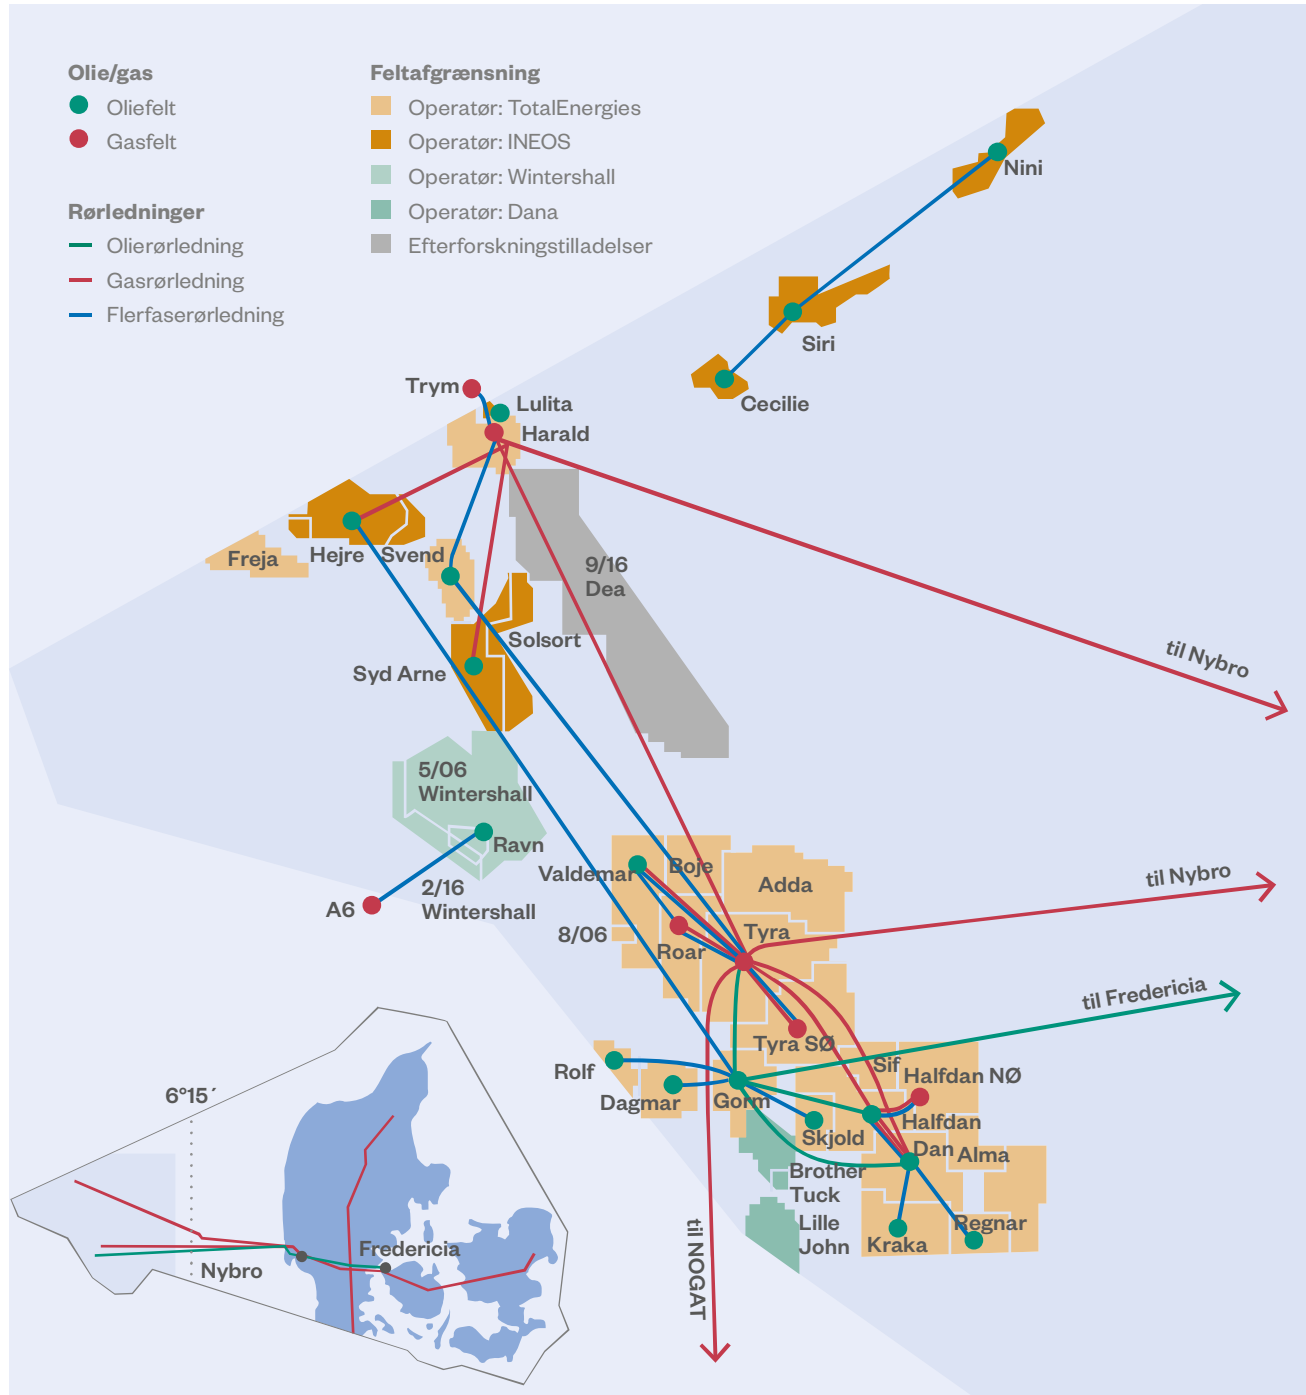 Olie/gas
Oliefelt
Gasfelt
Rørledninger
Olierørledning
Gasrørledning
Flerfaserørledning
Feltafgrænsning
Operatør: TotalEnergies
Operatør: INEOS
Operatør: Wintershall
Operatør: Dana
Efterforskningstilladelser
Nini
Siri
Cecilie
Trym
Lulita
Harald
Freja
Hejre
Svend
9/16
Dea
Solsort
Syd Arne
til Nybro
5/06
Wintershall
Ravn
2/16
Wintershall
A6
Valdemar
Boje
Adda
til Nybro
8/06
Roar
Tyra
til Fredericia
Tyra SØ
Rolf
Dagmar
Gorm
Sif
Halfdan NØ
Halfdan
Skjold
Dan
Alma
Brother
Tuck
Lille
John
Kraka
Regnar
til NOGAT
6°15´
Nybro
Fredericia